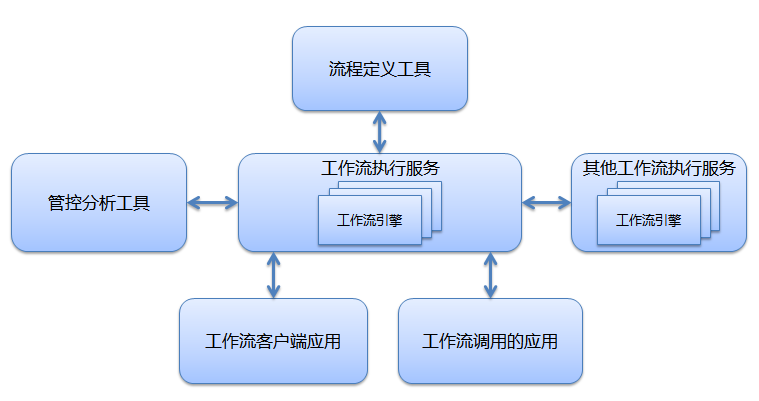 流程定义工具
管控分析工具
工作流执行服务
工作流引擎
其他工作流执行服务
工作流引擎
工作流客户端应用
工作流调用的应用